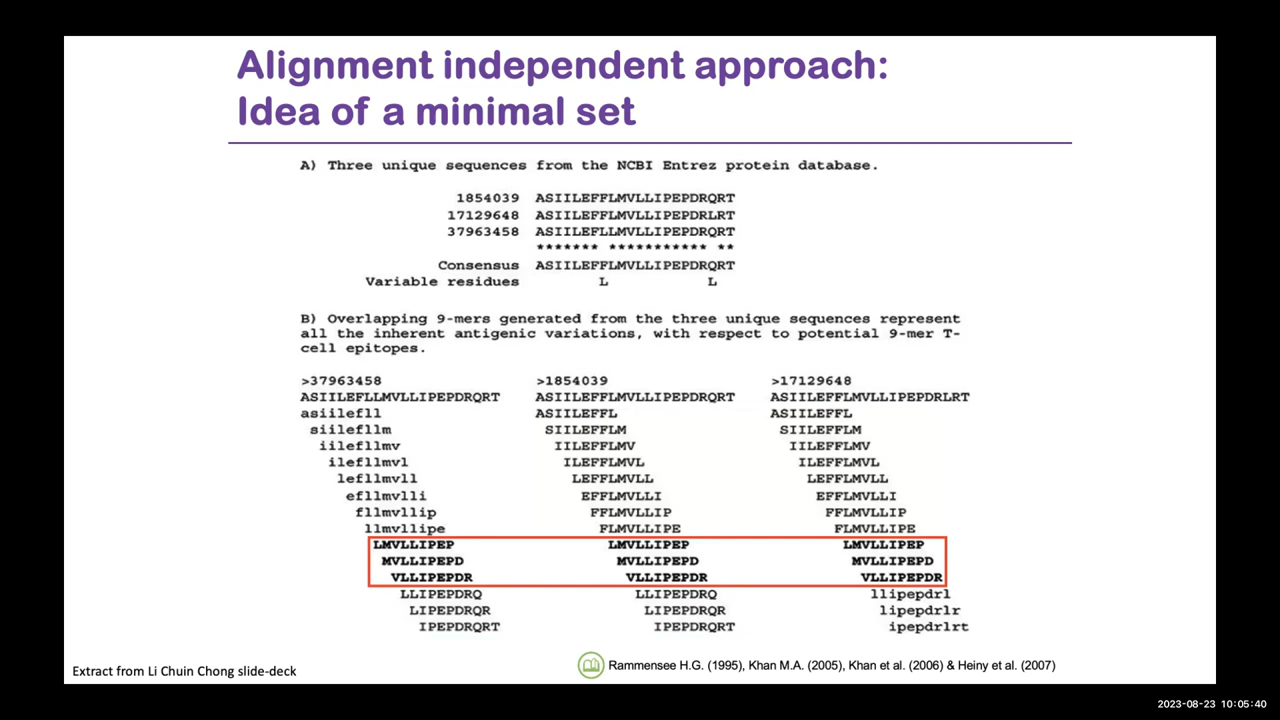 Alignment independent approach:
Idea of a minimal set
A) Three unique sequences from the NCBI Entrez protein database.
1854039 ASIILEFFLMVLLIPEPDRQRT
17129648 ASIILEFFLMVLLIPEPDRLRT
37963458 ASIILEFLLMVLLIPEPDRQRT
******* *********** **
Consensus ASIILEFFLMVLLIPEPDRQRT
Variable residues L L
B) Overlapping 9-mers generated from the three unique sequences represent
all the inherent antigenic variations, with respect to potential 9-mer T-
cell epitopes.
>37963458 >1854039 >17129648
ASIILEFLLMVLLIPEPDRQRT ASIILEFFLMVLLIPEPDRQRT ASIILEFFLMVLLIPEPDRLRT
asiilefll ASIILEFFL ASIILEFFL
siilefllm SIILEFFLM SIILEFFLM
iilefllmv IILEFFLMV IILEFFLMV
ilefllmvl ILEFFLMVL ILEFFLMVL
lefllmvll LEFFLMVLL LEFFLMVLL
efllmvlli EFFLMVLLI EFFLMVLLI
fllmvllip FFLMVLLIP FFLMVLLIP
llmvllipe FLMVLLIPE FLMVLLIPE
LMVLLIPEP LMVLLIPEP LMVLLIPEP
MVLLIPEPD MVLLIPEPD MVLLIPEPD
VLLIPEPDR VLLIPEPDR VLLIPEPDR
LLIPEPDRQ LLIPEPDRQ llipepdrl
LIPEPDRQR LIPEPDRQR lipepdrlr
IPEPDRQRT IPEPDRQRT ipepdrlrt
Extract from Li Chuin Chong slide-deck
Rammensee H.G. (1995), Khan M.A. (2005), Khan et al. (2006) & Heiny et al. (2007)
2023-08-23 10:05:40